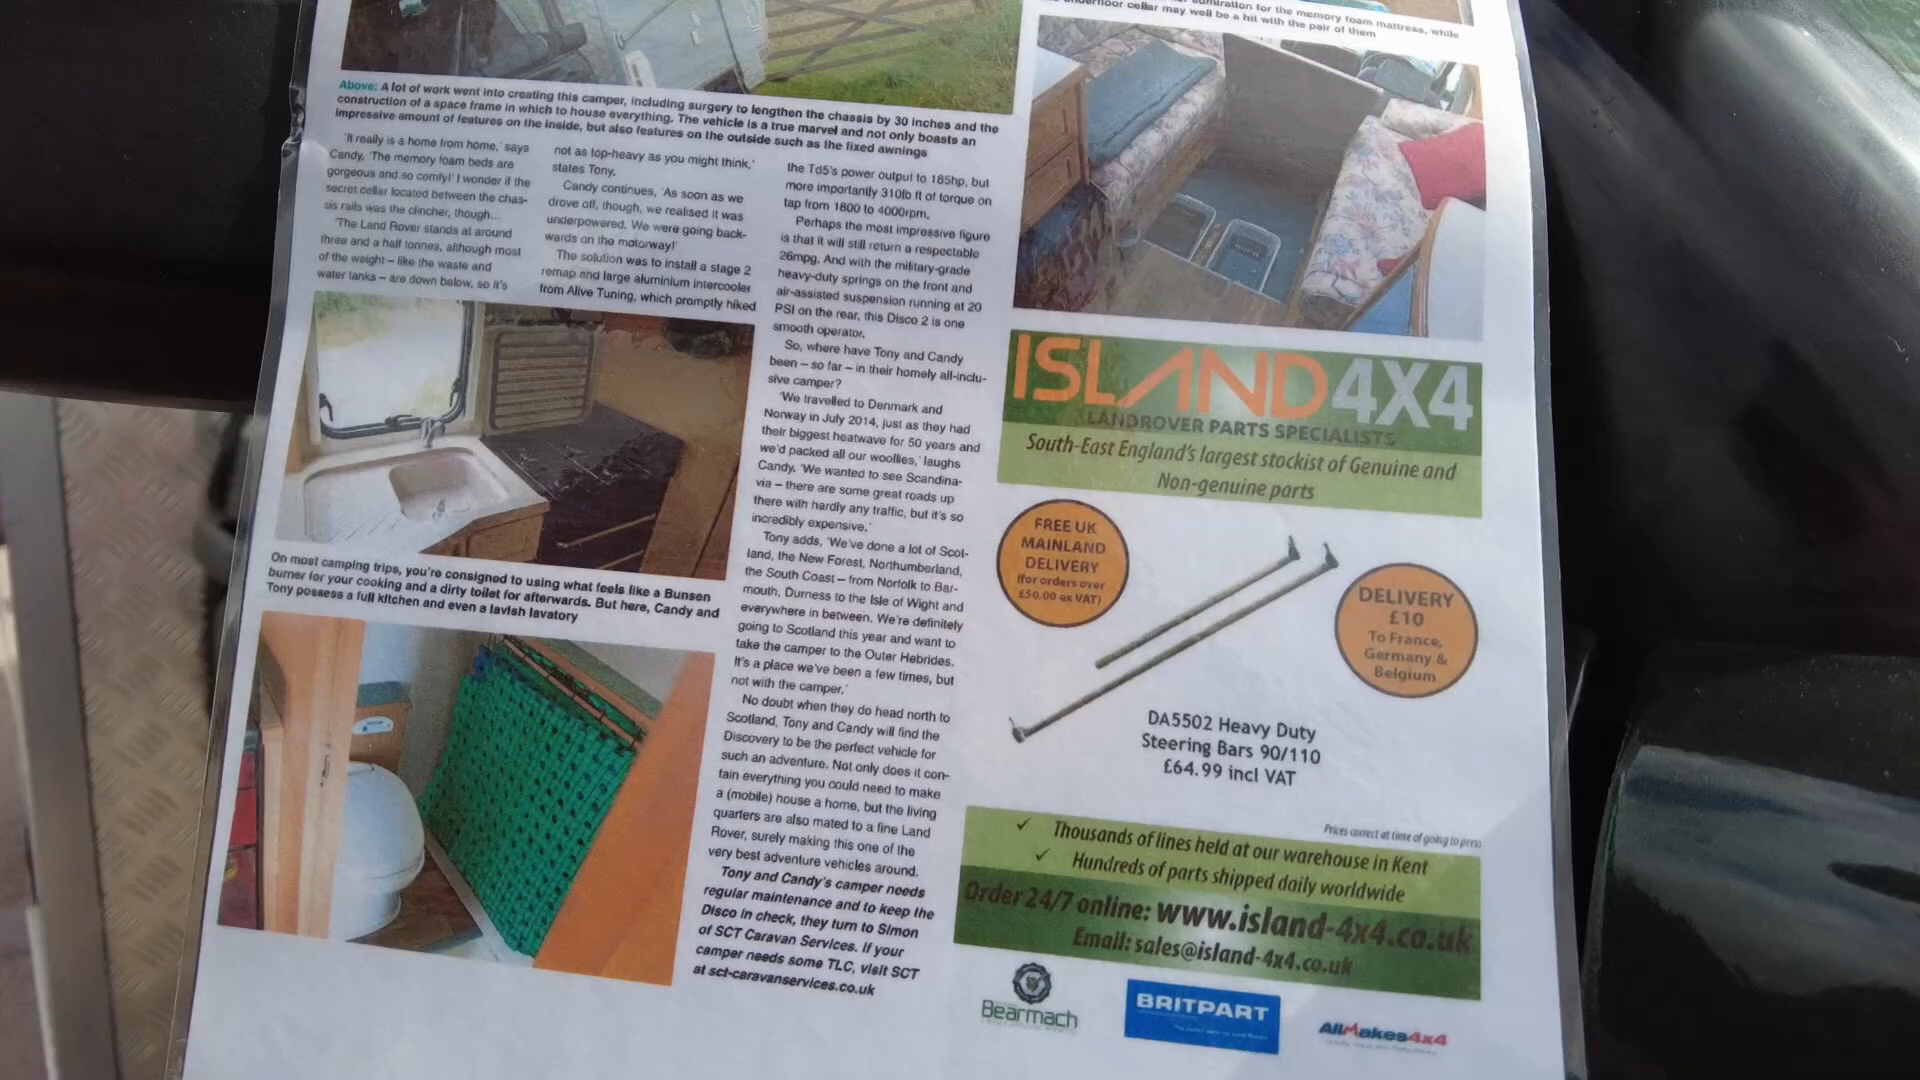 admiration for the memory foam mattress, while
underfloor cellar may well be a hit with the pair of them
Above: A lot of work went into creating this camper, including surgery to lengthen the chassis by 30 inches and the
construction of a space frame in which to house everything. The vehicle is a true marvel and not only boasts an
impressive amount of features on the inside, but also features on the outside such as the fixed awnings
'It really is a home from home,' says
Candy. 'The memory foam beds are
gorgeous and so comfy!' I wonder if the
secret cellar located between the chas-
sis rails was the clincher, though...
'The Land Rover stands at around
three and a half tonnes, although most
of the weight – like the waste and
water tanks – are down below, so it's
not as top-heavy as you might think,'
states Tony.
Candy continues, 'As soon as we
drove off, though, we realised it was
underpowered. We were going back-
wards on the motorway!'
The solution was to install a stage 2
remap and large aluminium intercooler
from Alive Tuning, which promptly hiked
the Td5's power output to 185hp, but
more importantly 310lb ft of torque on
tap from 1800 to 4000rpm.
Perhaps the most impressive figure
is that it will still return a respectable
26mpg. And with the military-grade
heavy-duty springs on the front and
air-assisted suspension running at 20
PSI on the rear, this Disco 2 is one
smooth operator.
So, where have Tony and Candy
been – so far – in their homely all-inclu-
sive camper?
'We travelled to Denmark and
Norway in July 2014, just as they had
their biggest heatwave for 50 years and
we'd packed all our woollies,' laughs
Candy. 'We wanted to see Scandina-
via – there are some great roads up
there with hardly any traffic, but it's so
incredibly expensive.'
Tony adds, 'We've done a lot of Scot-
land, the New Forest, Northumberland,
the South Coast – from Norfolk to Bar-
mouth, Durness to the Isle of Wight and
everywhere in between. We're definitely
going to Scotland this year and want to
take the camper to the Outer Hebrides.
It's a place we've been a few times, but
not with the camper.'
No doubt when they do head north to
Scotland, Tony and Candy will find the
Discovery to be the perfect vehicle for
such an adventure. Not only does it con-
tain everything you could need to make
a (mobile) house a home, but the living
quarters are also mated to a fine Land
Rover, surely making this one of the
very best adventure vehicles around.
Tony and Candy's camper needs
regular maintenance and to keep the
Disco in check, they turn to Simon
of SCT Caravan Services. If your
camper needs some TLC, visit SCT
at sct-caravanservices.co.uk
On most camping trips, you're consigned to using what feels like a Bunsen
burner for your cooking and a dirty toilet for afterwards. But here, Candy and
Tony possess a full kitchen and even a lavish lavatory
ISLAND 4X4
LANDROVER PARTS SPECIALISTS
South-East England's largest stockist of Genuine and
Non-genuine parts
FREE UK
MAINLAND
DELIVERY
(for orders over
£50.00 ex VAT)
DELIVERY
£10
To France,
Germany &
Belgium
DA5502 Heavy Duty
Steering Bars 90/110
£64.99 incl VAT
Prices correct at time of going to press
✓ Thousands of lines held at our warehouse in Kent
✓ Hundreds of parts shipped daily worldwide
Order 24/7 online: www.island-4x4.co.uk
Email: sales@island-4x4.co.uk
Bearmach
BRITPART
AllMakes4x4